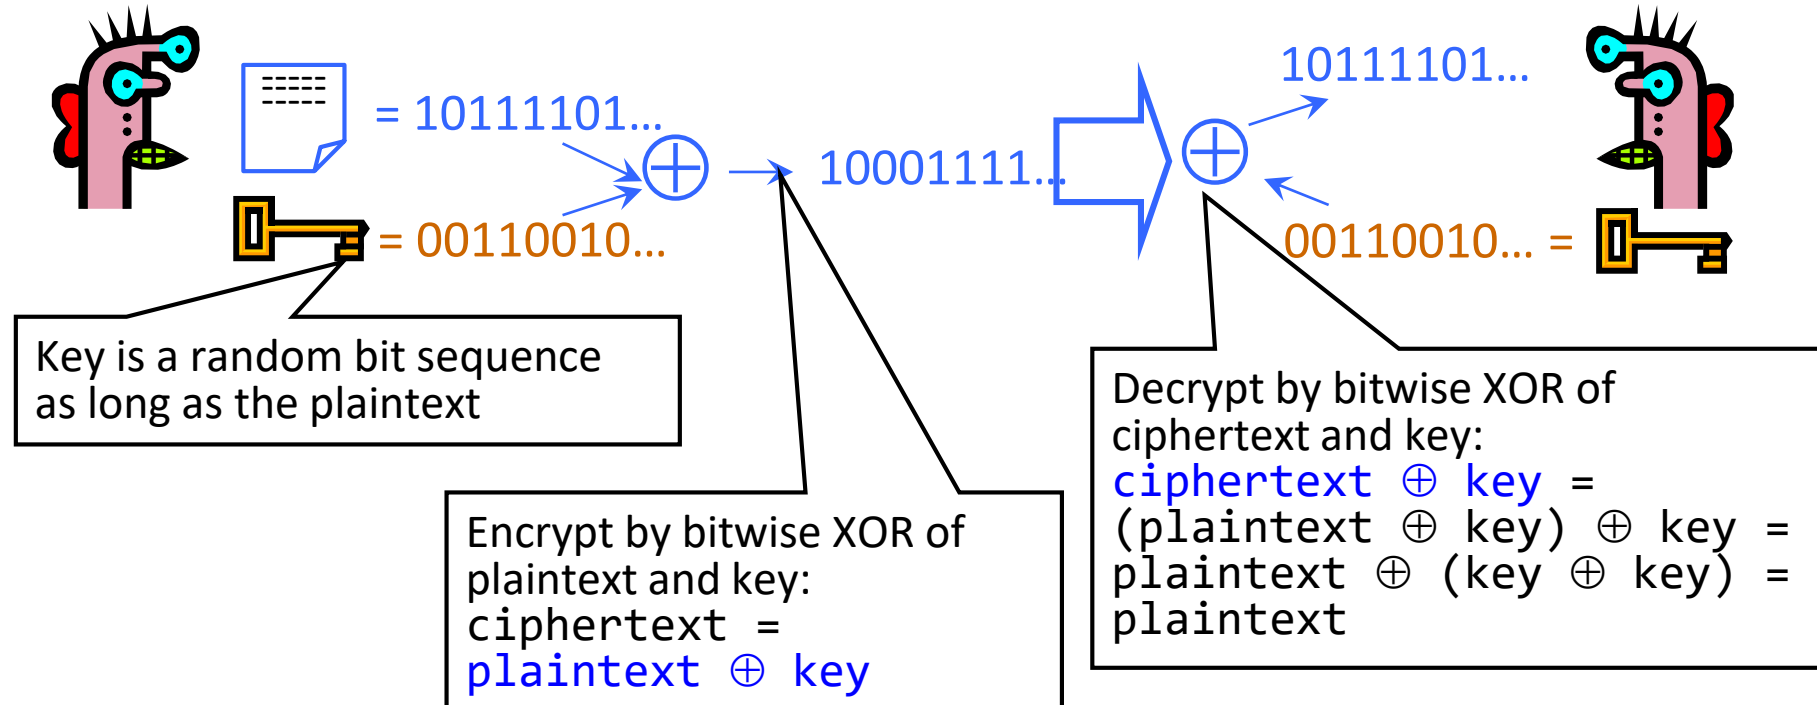 = 10111101...
= 00110010...
10001111...
10111101...
00110010... =
Key is a random bit sequence
as long as the plaintext
Encrypt by bitwise XOR of
plaintext and key:
ciphertext =
plaintext ⊕ key
Decrypt by bitwise XOR of
ciphertext and key:
ciphertext ⊕ key =
(plaintext ⊕ key) ⊕ key =
plaintext ⊕ (key ⊕ key) =
plaintext